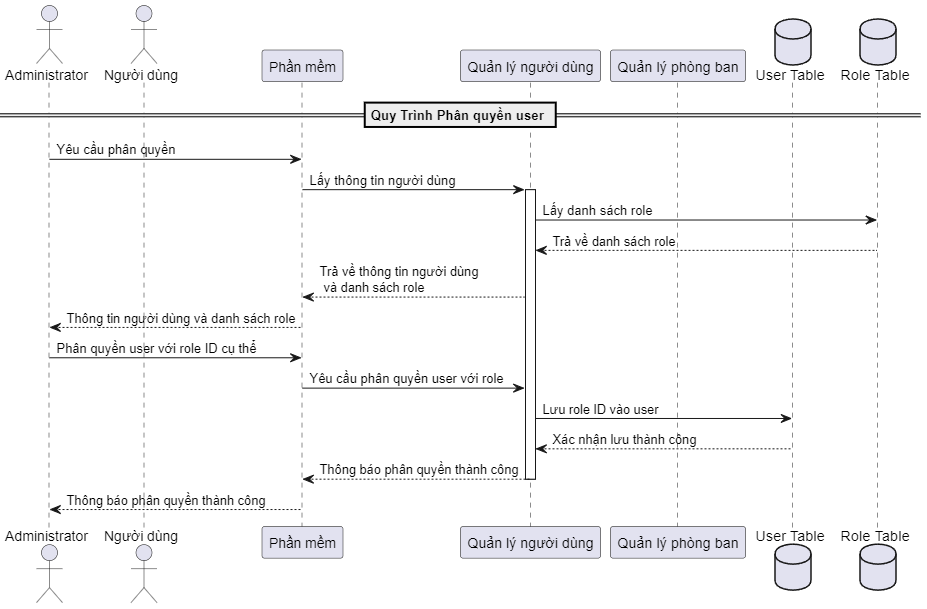 Administrator
Người dùng
Phần mềm
Quản lý người dùng
Quản lý phòng ban
User Table
Role Table
Quy Trình Phân quyền user
Yêu cầu phân quyền
Lấy thông tin người dùng
Lấy danh sách role
Trả về danh sách role
Trả về thông tin người dùng
và danh sách role
Thông tin người dùng và danh sách role
Phân quyền user với role ID cụ thể
Yêu cầu phân quyền user với role
Lưu role ID vào user
Xác nhận lưu thành công
Thông báo phân quyền thành công
Thông báo phân quyền thành công
Administrator
Người dùng
Phần mềm
Quản lý người dùng
Quản lý phòng ban
User Table
Role Table